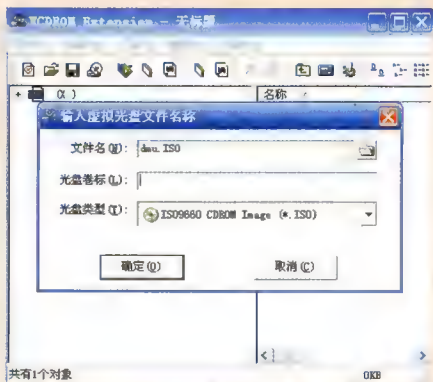 VCDROM Extension - 无标题
(X )
名称
输入虚拟光盘文件名称
文件名(N):
dmu.ISO
光盘卷标(L):
光盘类型(T):
ISO9660 CDROM Image (*.ISO)
确定(O)
取消(C)
共有1个对象
0KB